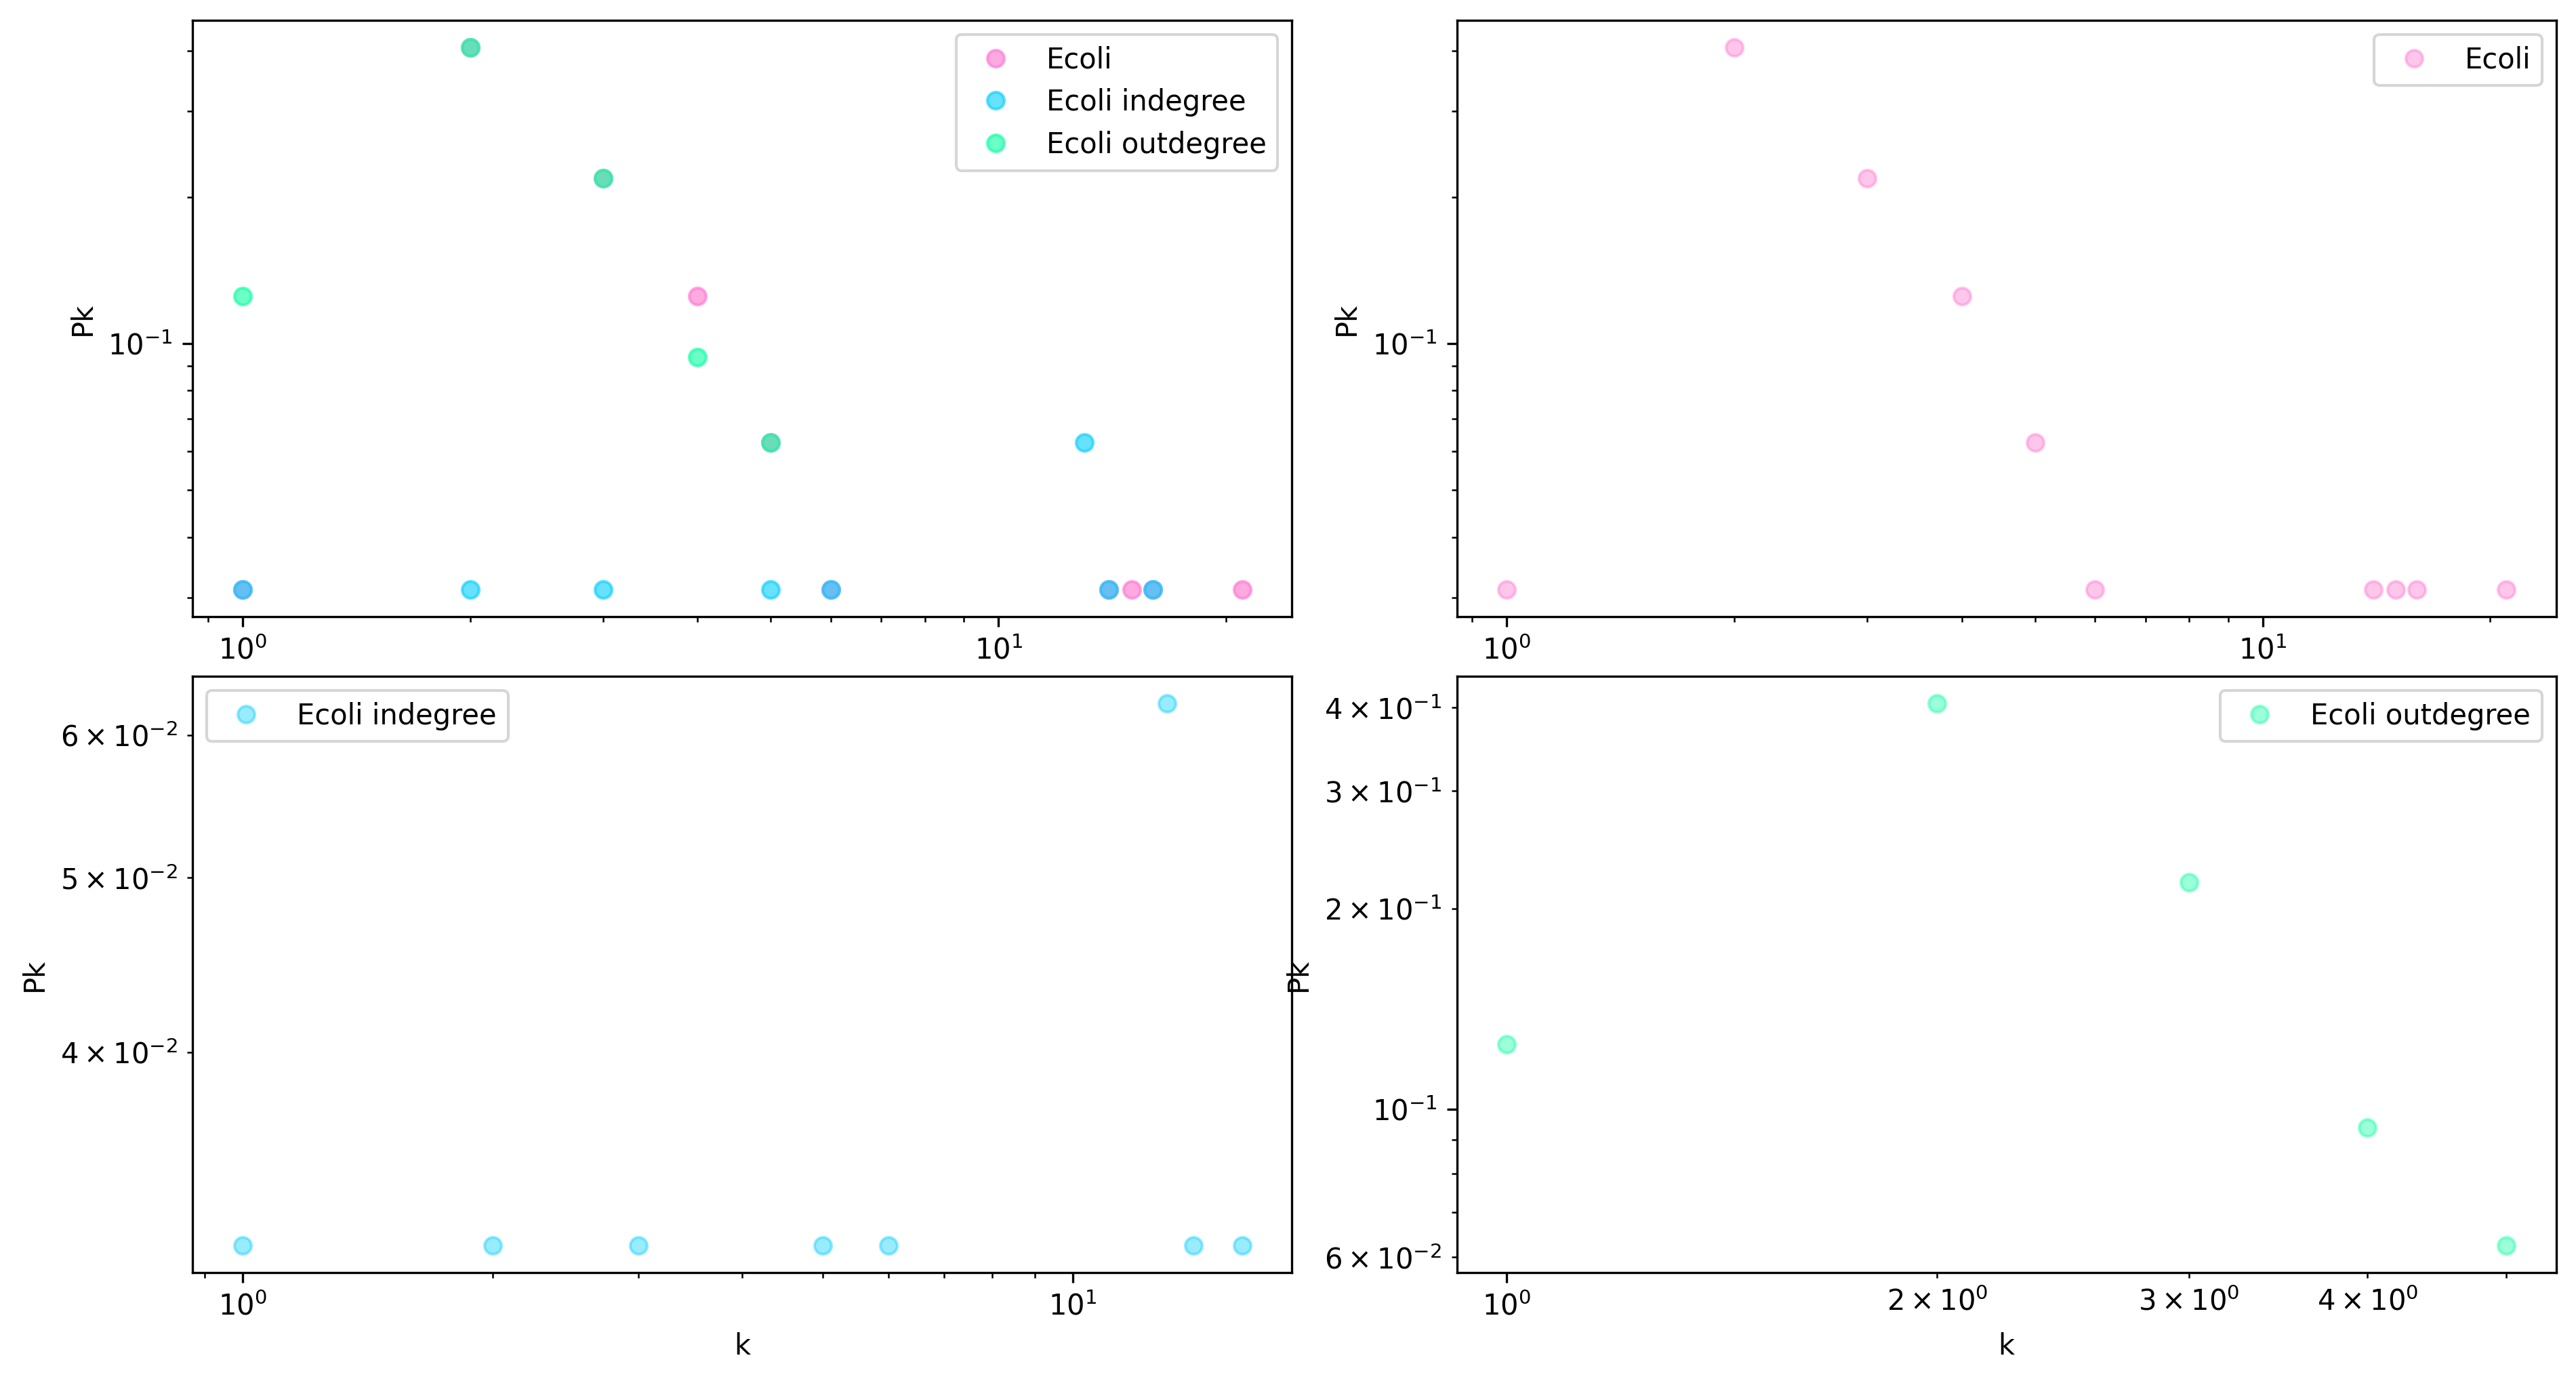 Ecoli
Ecoli indegree
Ecoli outdegree
Pk
10⁻¹
10⁰
10¹
Ecoli
Pk
10⁻¹
10⁰
10¹
Ecoli indegree
6 × 10⁻²
5 × 10⁻²
4 × 10⁻²
Pk
10⁰
10¹
k
Ecoli outdegree
4 × 10⁻¹
3 × 10⁻¹
2 × 10⁻¹
10⁻¹
6 × 10⁻²
Pk
10⁰
2 × 10⁰
3 × 10⁰
4 × 10⁰
k